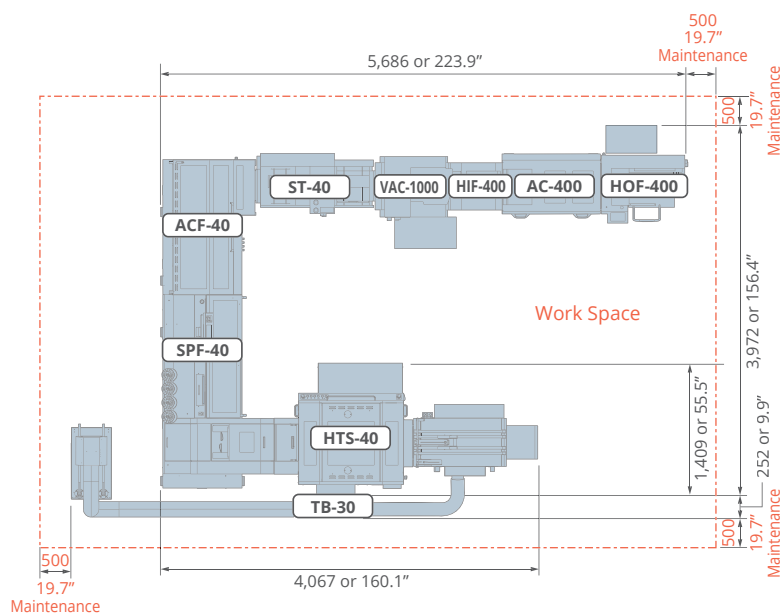 500
19.7”
Maintenance
5,686 or 223.9”
500
19.7”
Maintenance
ST-40
VAC-1000
HIF-400
AC-400
HOF-400
ACF-40
Work Space
3,972 or 156.4”
SPF-40
1,409 or 55.5”
252 or 9.9”
HTS-40
TB-30
500
19.7”
Maintenance
500
19.7”
Maintenance
4,067 or 160.1”